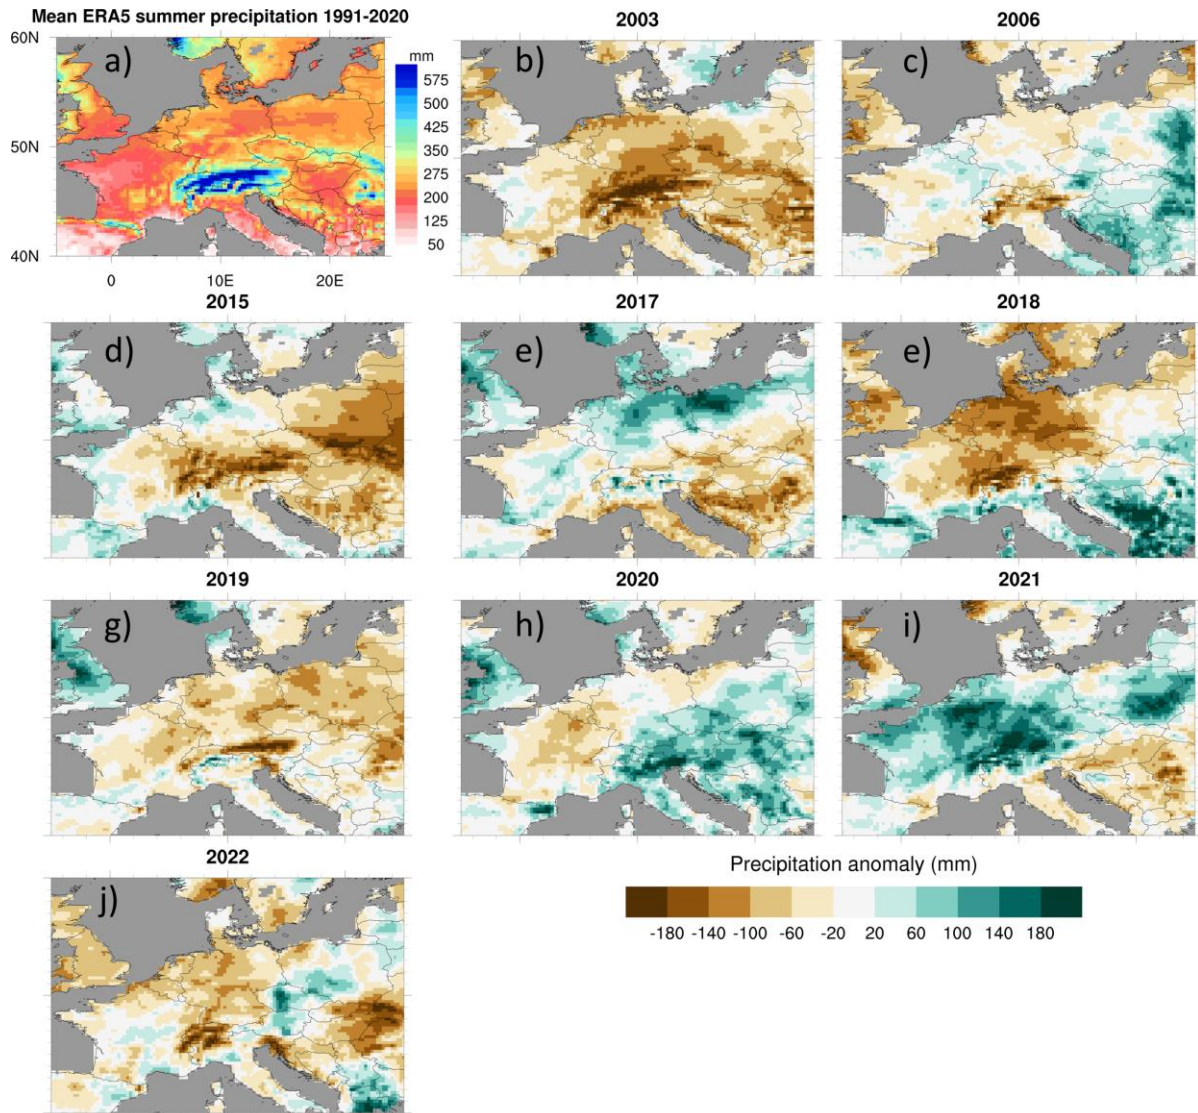 Mean ERA5 summer precipitation 1991-2020
2003
2006
60N
50N
40N
0
10E
20E
a)
mm
575
500
425
350
275
200
125
50
b)
c)
2015
2017
2018
d)
e)
e)
2019
2020
2021
g)
h)
i)
2022
j)
Precipitation anomaly (mm)
-180 -140 -100 -60 -20 20 60 100 140 180